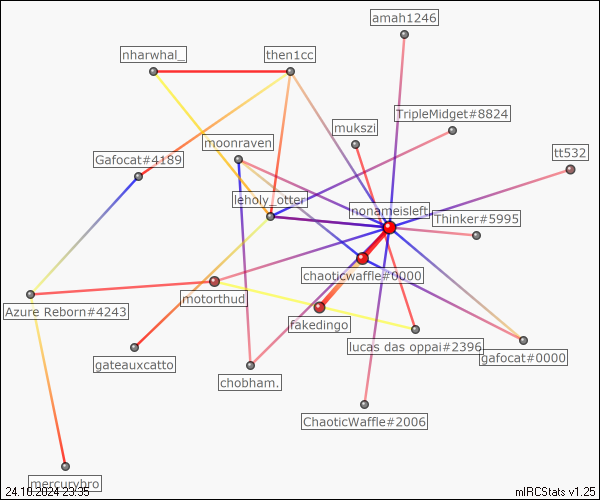 amah1246
nharwhal_
then1cc
TripleMidget#8824
mukszi
moonraven
tt532
Gafocat#4189
leholy_otter
nonameisleft
Thinker#5995
chaoticwaffle#0000
motorthud
Azure Reborn#4243
fakedingo
lucas das oppai#2396
gafocat#0000
gateauxcatto
chobham.
ChaoticWaffle#2006
mercurybro
24.10.2024 23:35
mIRCStats v1.25